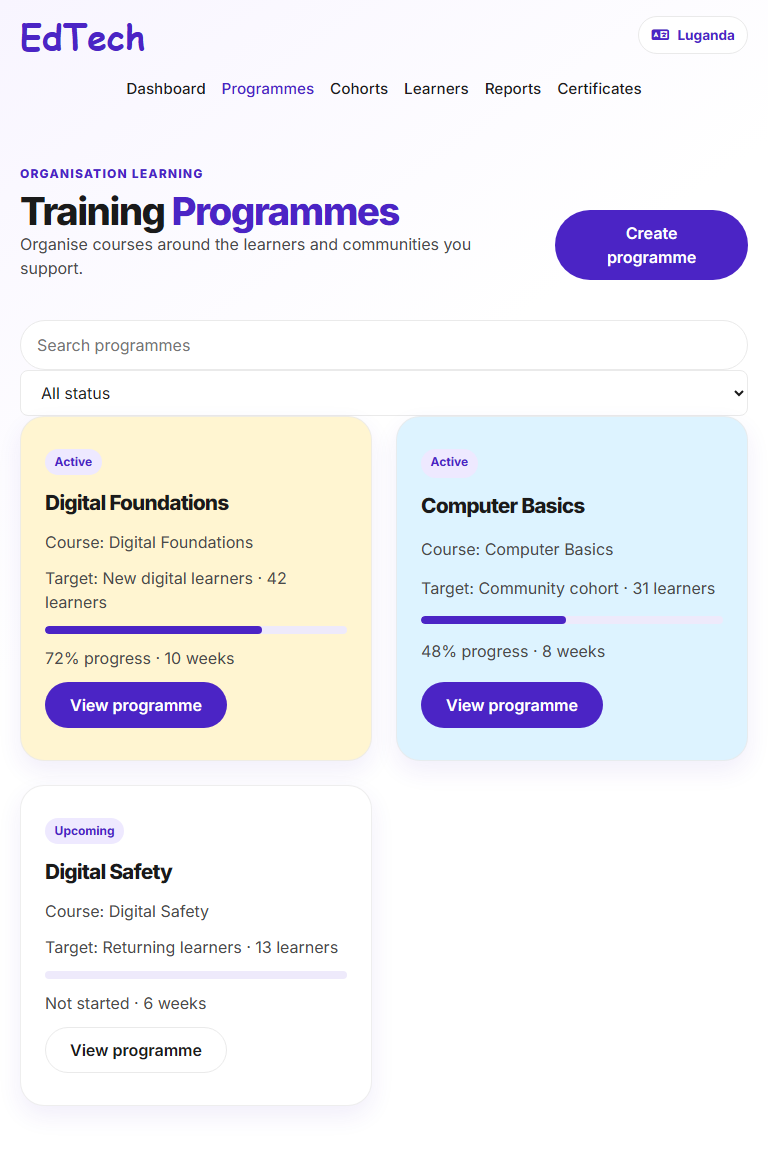 EdTech
Luganda
Dashboard Programmes Cohorts Learners Reports Certificates
ORGANISATION LEARNING
Training Programmes
Organise courses around the learners and communities you
support.
Create
programme
Search programmes
All status
Active
Digital Foundations
Course: Digital Foundations
Target: New digital learners · 42
learners
72% progress · 10 weeks
View programme
Active
Computer Basics
Course: Computer Basics
Target: Community cohort · 31 learners
48% progress · 8 weeks
View programme
Upcoming
Digital Safety
Course: Digital Safety
Target: Returning learners · 13 learners
Not started · 6 weeks
View programme